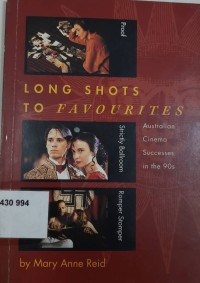 Proof
LONG SHOTS
TO FAVOURITES
Strictly Ballroom
Australian
Cinema
Successes
in the 90s
430 994
Romper Stomper
by Mary Anne Reid